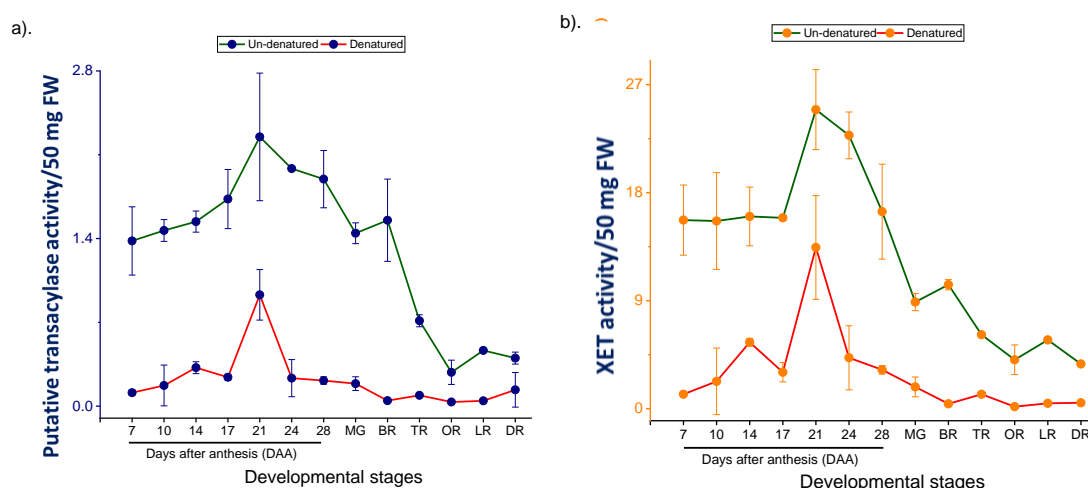 a).
Un-denatured Denatured
Putative transacylase activity/50 mg FW
2.8
1.4
0.0
7 10 14 17 21 24 28 MG BR TR OR LR DR
Days after anthesis (DAA)
Developmental stages
b).
Un-denatured Denatured
XET activity/50 mg FW
27
18
9
0
7 10 14 17 21 24 28 MG BR TR OR LR DR
Days after anthesis (DAA)
Developmental stages